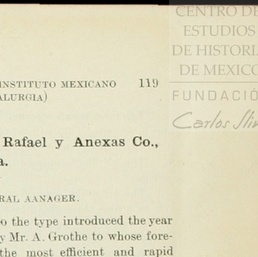 CENTRO DE
ESTUDIOS
DE HISTORIA
DE MEXICO
FUNDACIÓ
Carlos Slim
INSTITUTO MEXICANO 119
ALURGIA)
Rafael y Anexas Co.,
a.
RAL AANAGER.
o the type introduced the year
y Mr. A. Grothe to whose fore-
the most efficient and rapid